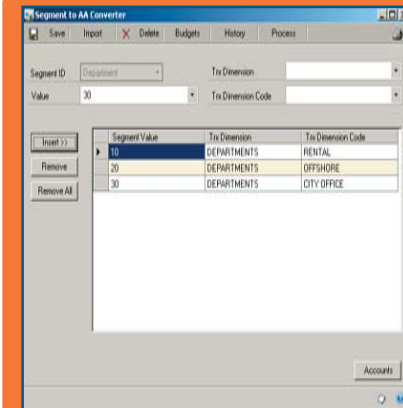 Segment to AA Converter
Save Import Delete Budgets History Process
Segment ID Department Trx Dimension
Value 30 Trx Dimension Code
Insert >>
Remove
Remove All
Segment Value Trx Dimension Trx Dimension Code
10 DEPARTMENTS RENTAL
20 DEPARTMENTS OFFSHORE
30 DEPARTMENTS CITY OFFICE
Accounts